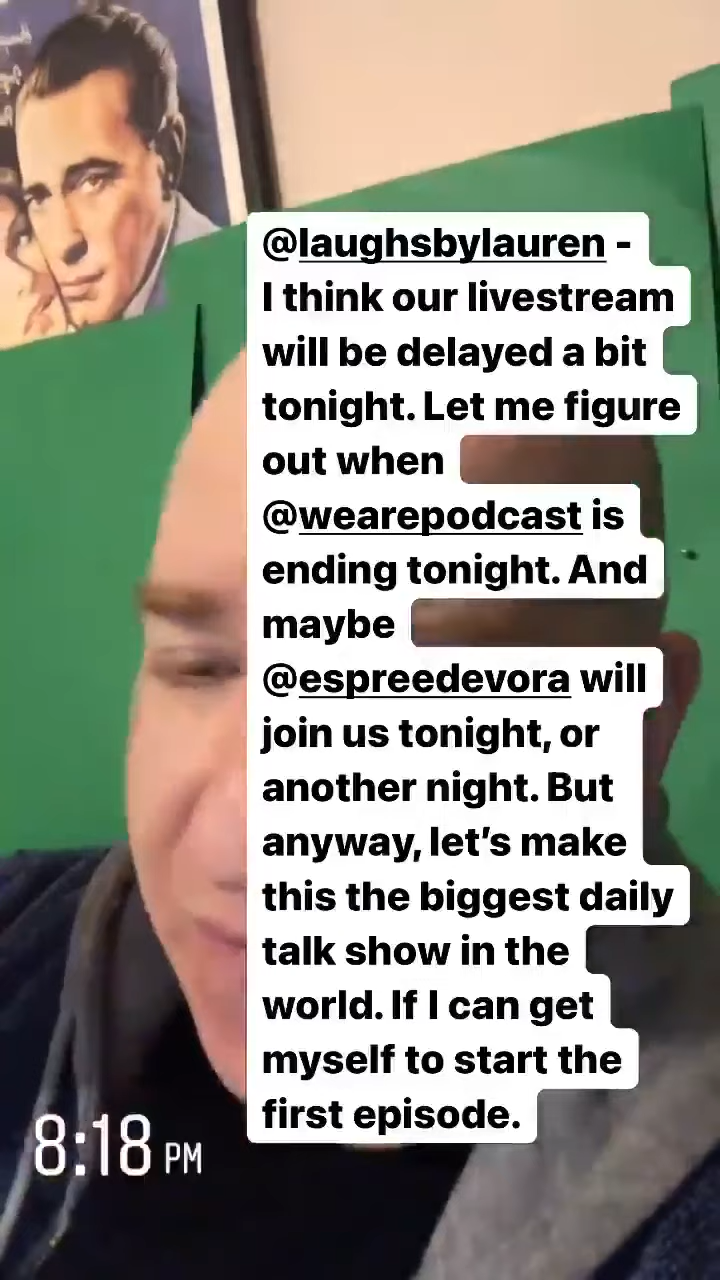 @laughsbylauren -
I think our livestream
will be delayed a bit
tonight. Let me figure
out when
@wearepodcast is
ending tonight. And
maybe
@espreedevora will
join us tonight, or
another night. But
anyway, let’s make
this the biggest daily
talk show in the
world. If I can get
myself to start the
first episode.
8:18 PM